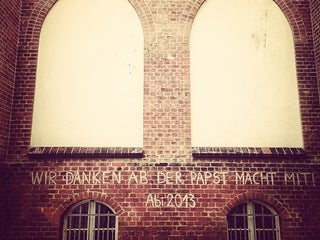 WIR DANKEN AB, DER PAPST MACHT MIT!
Abi 2013